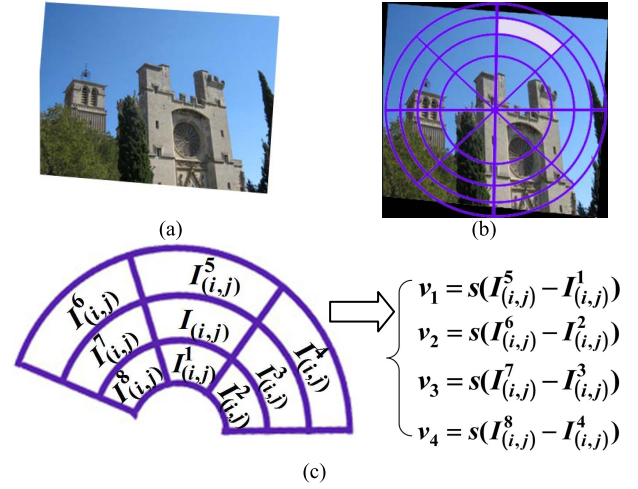 (a)
(b)
I^5_{(i,j)}
I^6_{(i,j)}
I_{(i,j)}
I^7_{(i,j)}
I^4_{(i,j)}
I^1_{(i,j)}
I^3_{(i,j)}
I^8_{(i,j)}
I^2_{(i,j)}
v_1 = s(I^5_{(i,j)} − I^1_{(i,j)})
v_2 = s(I^6_{(i,j)} − I^2_{(i,j)})
v_3 = s(I^7_{(i,j)} − I^3_{(i,j)})
v_4 = s(I^8_{(i,j)} − I^4_{(i,j)})
(c)